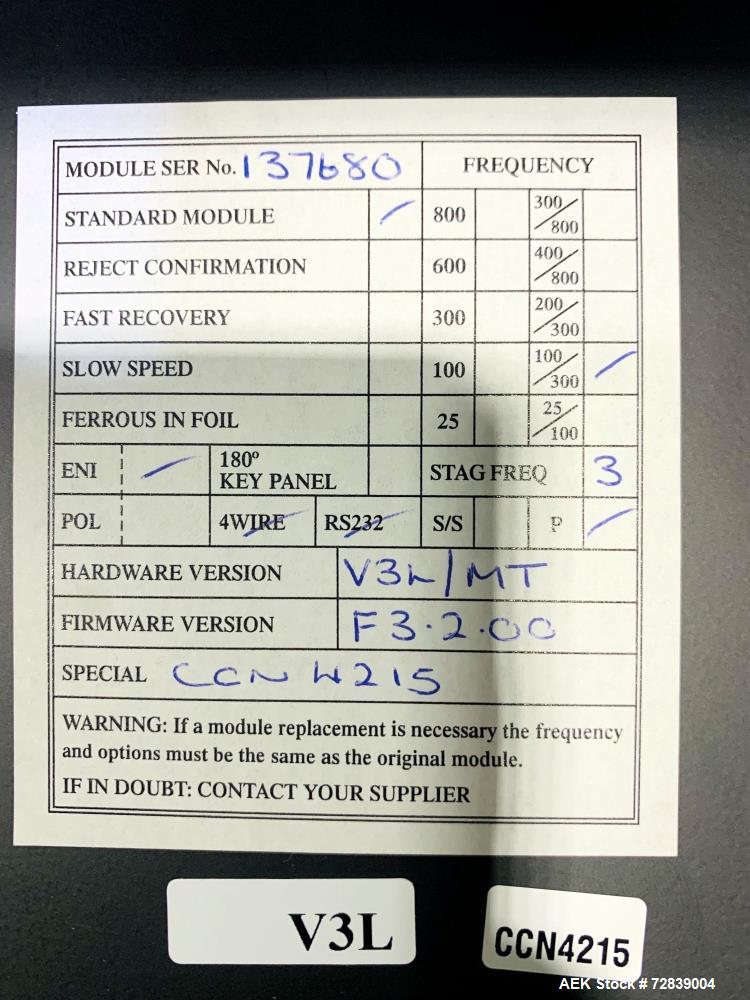 MODULE SER No. 137680 FREQUENCY
STANDARD MODULE / 800 300/800
REJECT CONFIRMATION 600 400/800
FAST RECOVERY 300 200/300
SLOW SPEED 100 100/300 /
FERROUS IN FOIL 25 25/100
ENI / 180º KEY PANEL STAG FREQ 3
POL 4WIRE RS232 S/S P /
HARDWARE VERSION V3L/MT
FIRMWARE VERSION F3.2.00
SPECIAL CCN 4215
WARNING: If a module replacement is necessary the frequency
and options must be the same as the original module.
IF IN DOUBT: CONTACT YOUR SUPPLIER
V3L
CCN4215
AEK Stock # 72839004